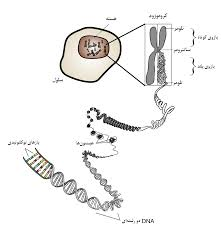 هسته
کروموزوم
تلومر
بازوی کوتاه
سانترومر
بازوی بلند
تلومر
سلول
هیستون‌ها
بازهای نوکلئوتیدی
DNA دو رشته‌ای